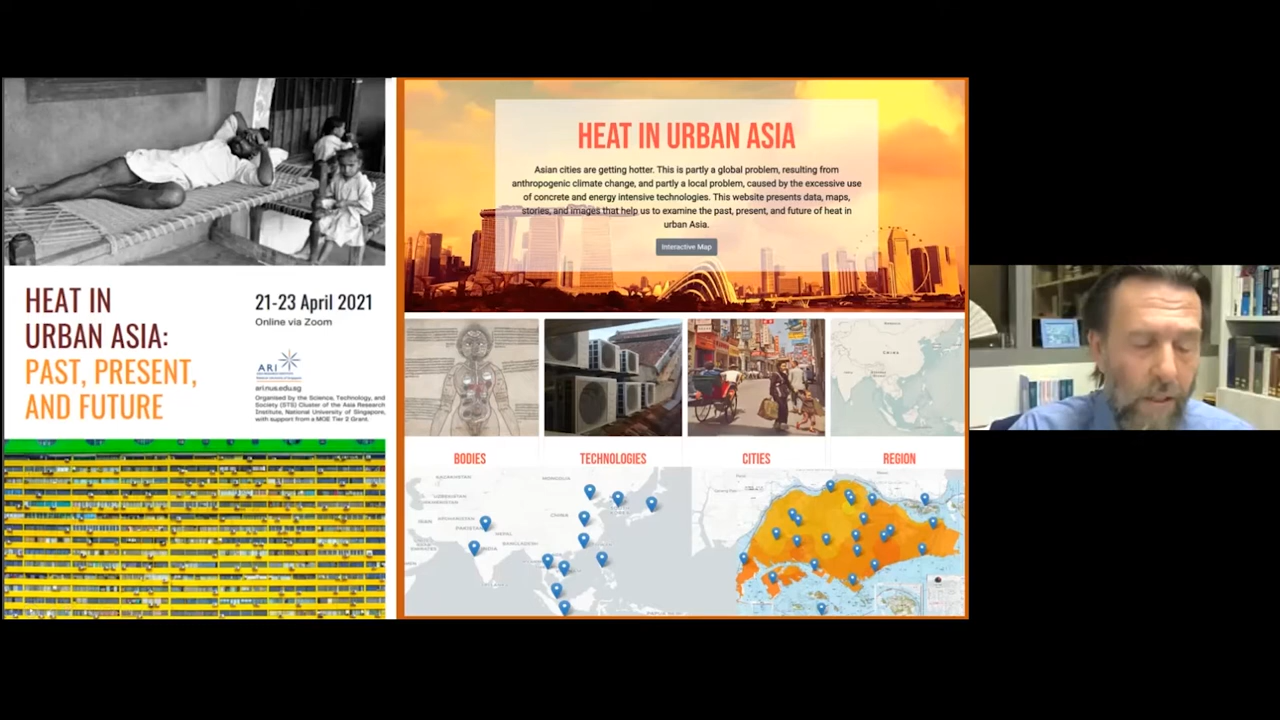 HEAT IN
URBAN ASIA:
PAST, PRESENT,
AND FUTURE
21-23 April 2021
Online via Zoom
ARI
ari.nus.edu.sg
Organised by the Science, Technology, and
Society (STS) Cluster of the Asia Research
Institute, National University of Singapore,
with support from a MOE Tier 2 Grant.
HEAT IN URBAN ASIA
Asian cities are getting hotter. This is partly a global problem, resulting from
anthropogenic climate change, and partly a local problem, caused by the excessive use
of concrete and energy intensive technologies. This website presents data, maps,
stories, and images that help us to examine the past, present, and future of heat in
urban Asia.
Interactive Map
BODIES
TECHNOLOGIES
CITIES
REGION
CHINA
MONGOLIA
KAZAKHSTAN
NEPAL
BANGLADESH
IRAN